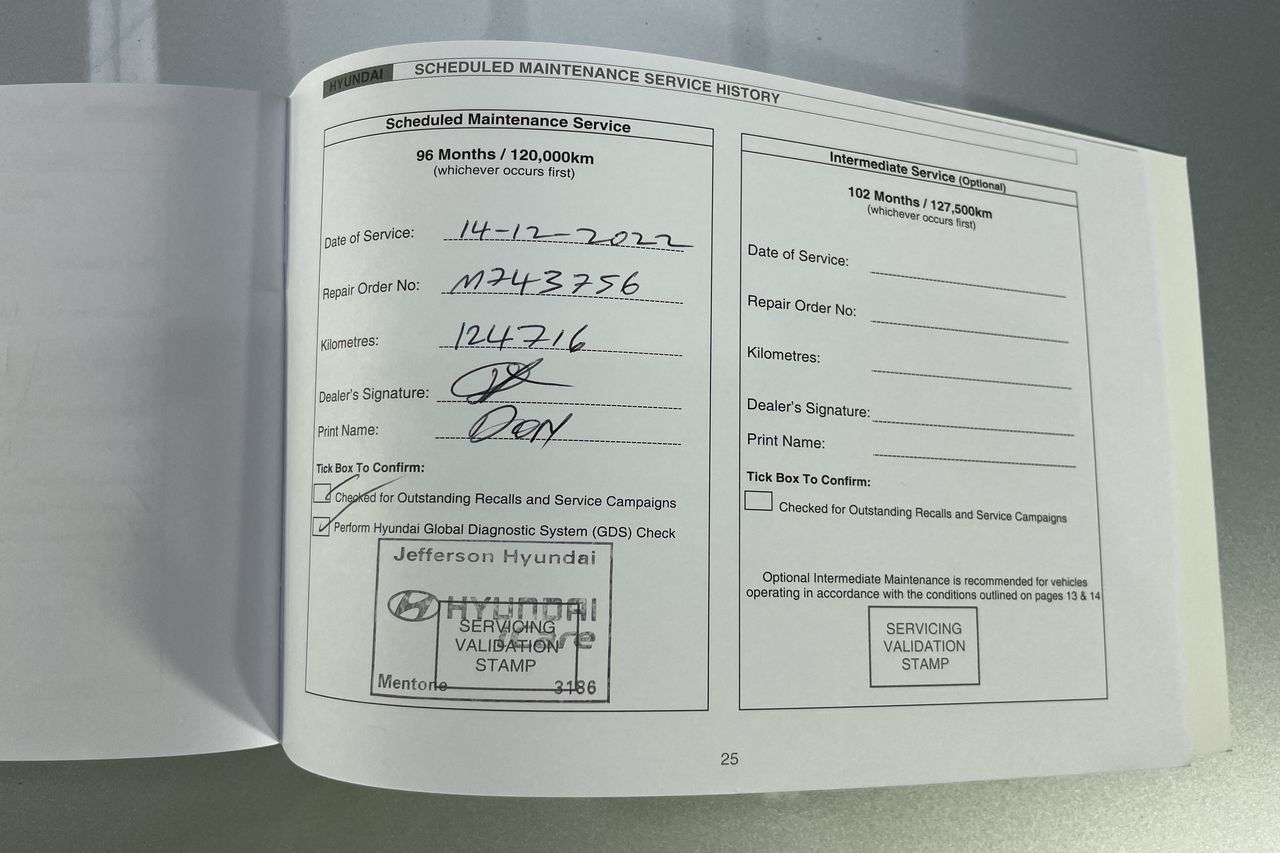 HYUNDAI
SCHEDULED MAINTENANCE SERVICE HISTORY
Scheduled Maintenance Service
96 Months / 120,000km
(whichever occurs first)
Date of Service: 14-12-2022
Repair Order No: M743756
Kilometres: 124716
Dealer's Signature:
Print Name: DON
Tick Box To Confirm:
Checked for Outstanding Recalls and Service Campaigns
Perform Hyundai Global Diagnostic System (GDS) Check
Jefferson Hyundai
HYUNDAI
iCare
SERVICING
VALIDATION
STAMP
Mentone 3186
Intermediate Service (Optional)
102 Months / 127,500km
(whichever occurs first)
Date of Service:
Repair Order No:
Kilometres:
Dealer's Signature:
Print Name:
Tick Box To Confirm:
Checked for Outstanding Recalls and Service Campaigns
Optional Intermediate Maintenance is recommended for vehicles
operating in accordance with the conditions outlined on pages 13 & 14
SERVICING
VALIDATION
STAMP
25